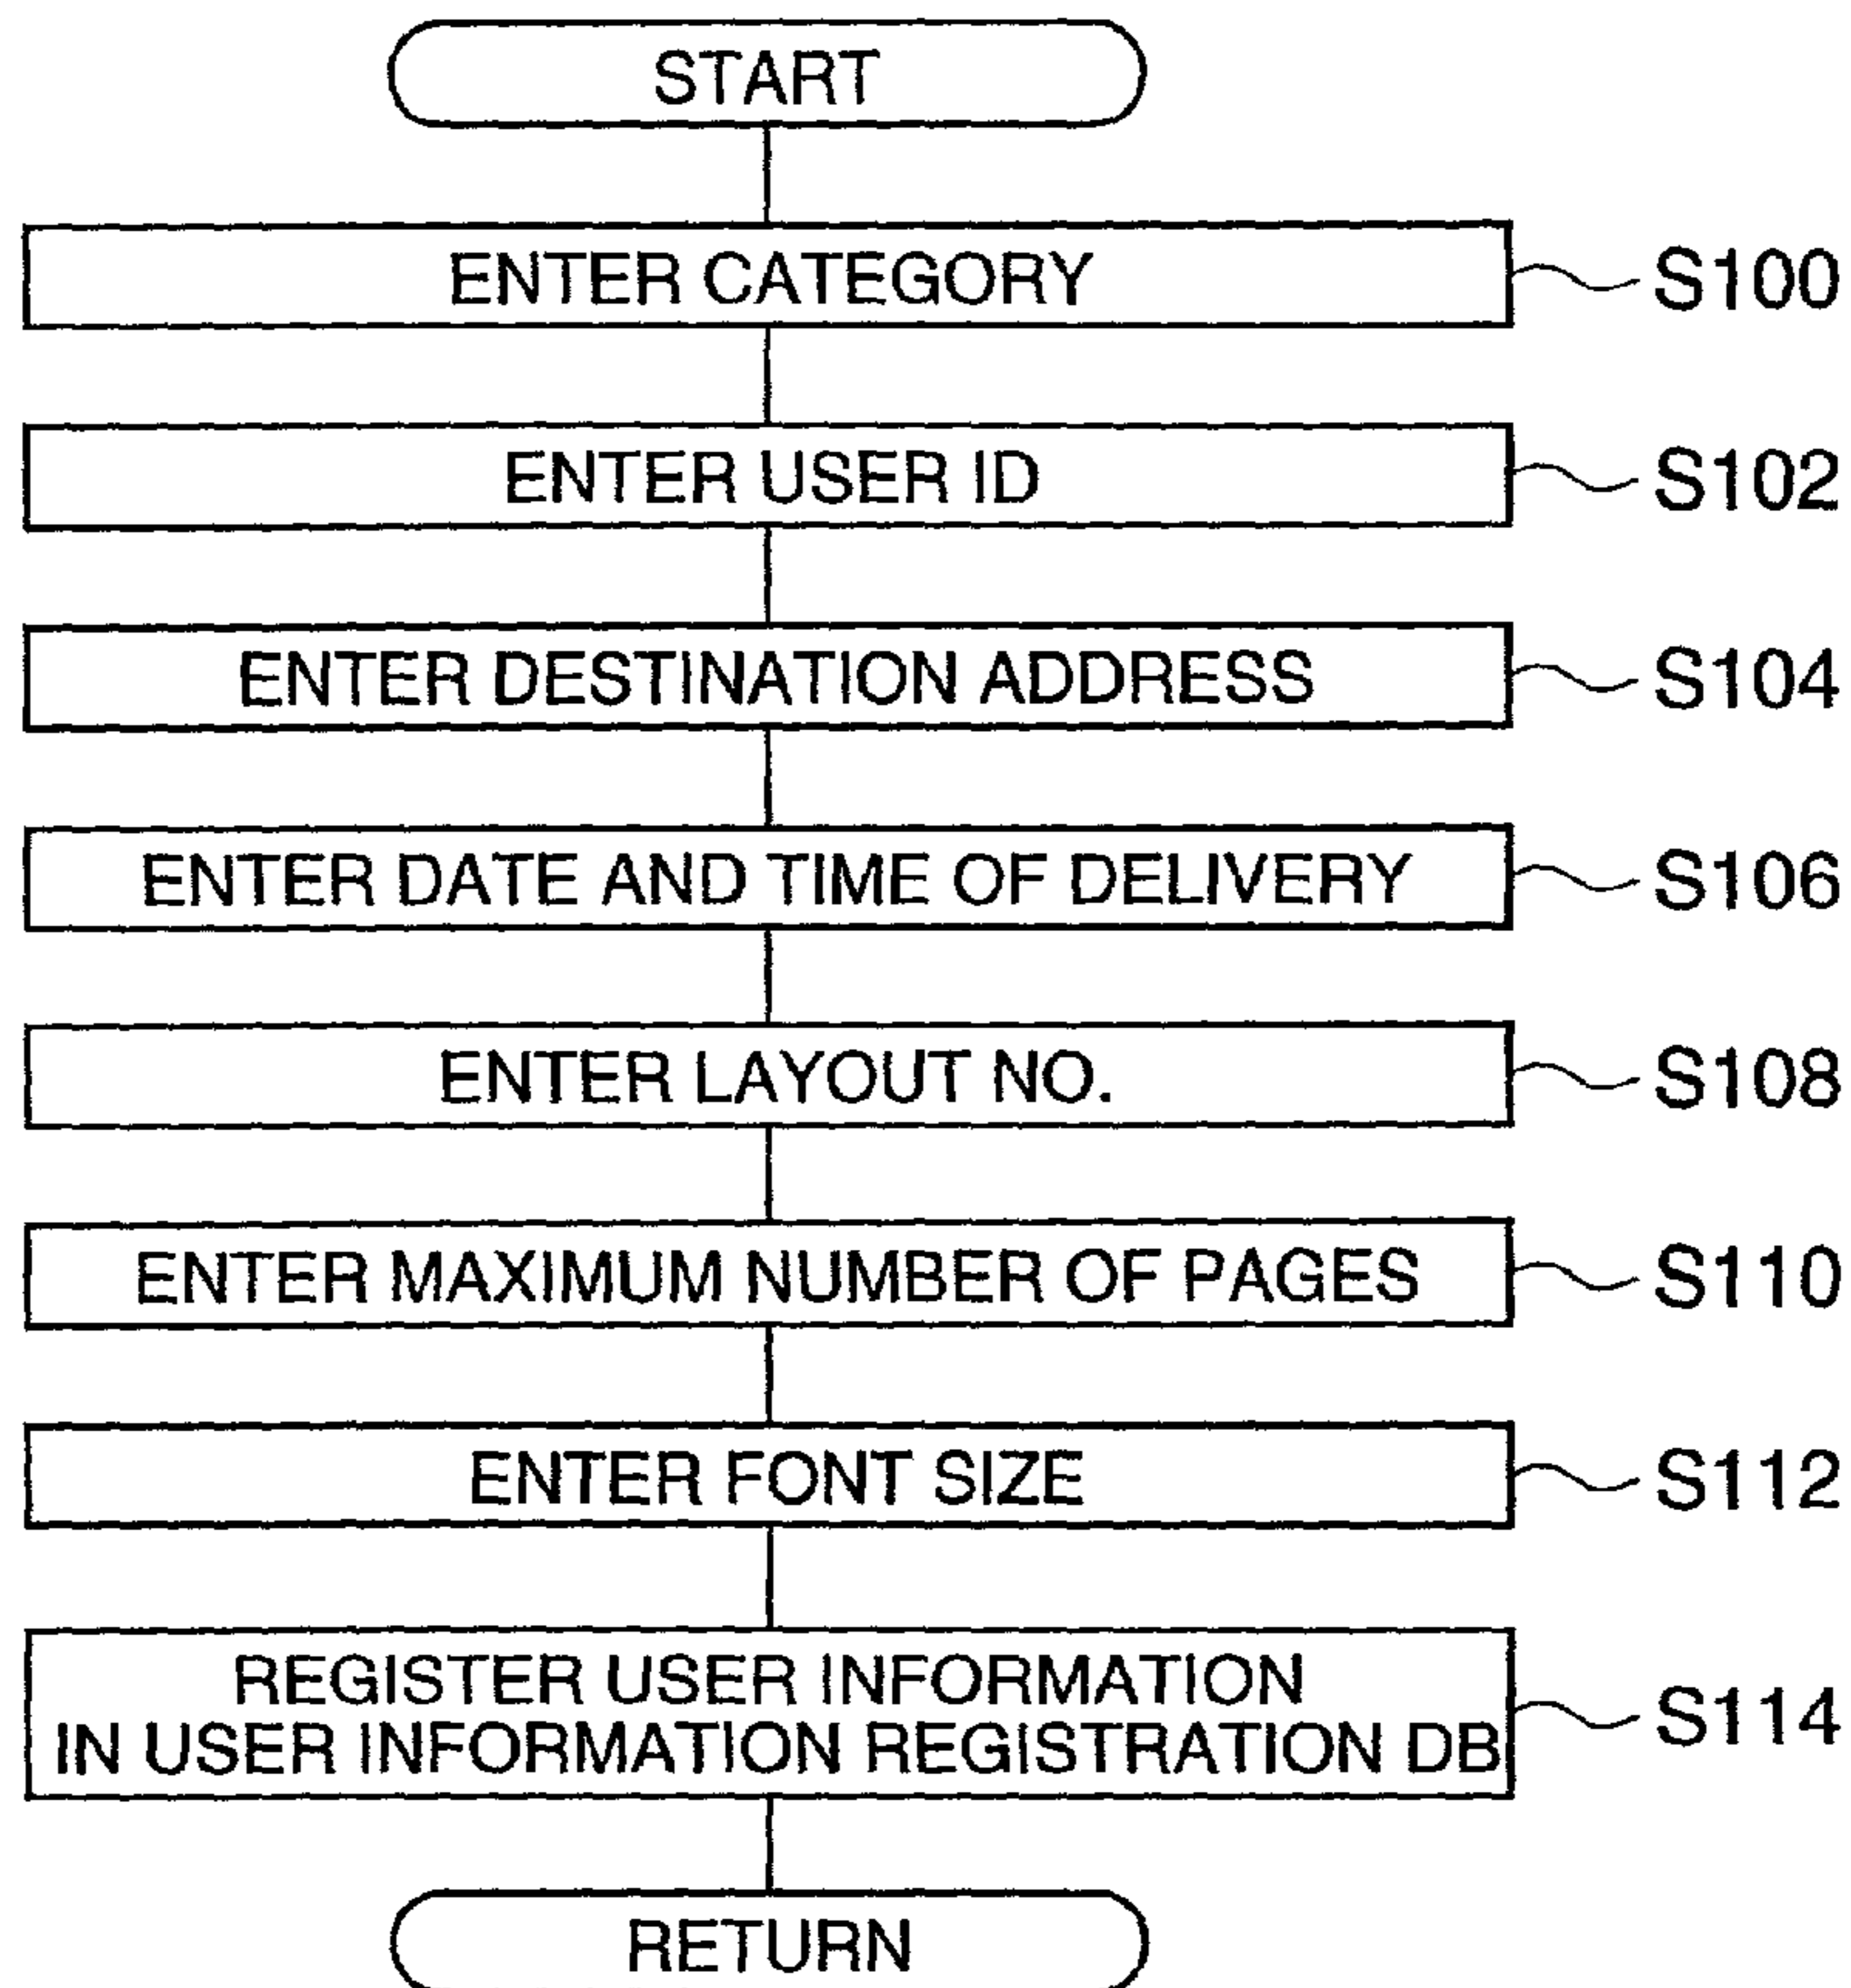 START
ENTER CATEGORY S100
ENTER USER ID S102
ENTER DESTINATION ADDRESS S104
ENTER DATE AND TIME OF DELIVERY S106
ENTER LAYOUT NO. S108
ENTER MAXIMUM NUMBER OF PAGES S110
ENTER FONT SIZE S112
REGISTER USER INFORMATION
IN USER INFORMATION REGISTRATION DB S114
RETURN